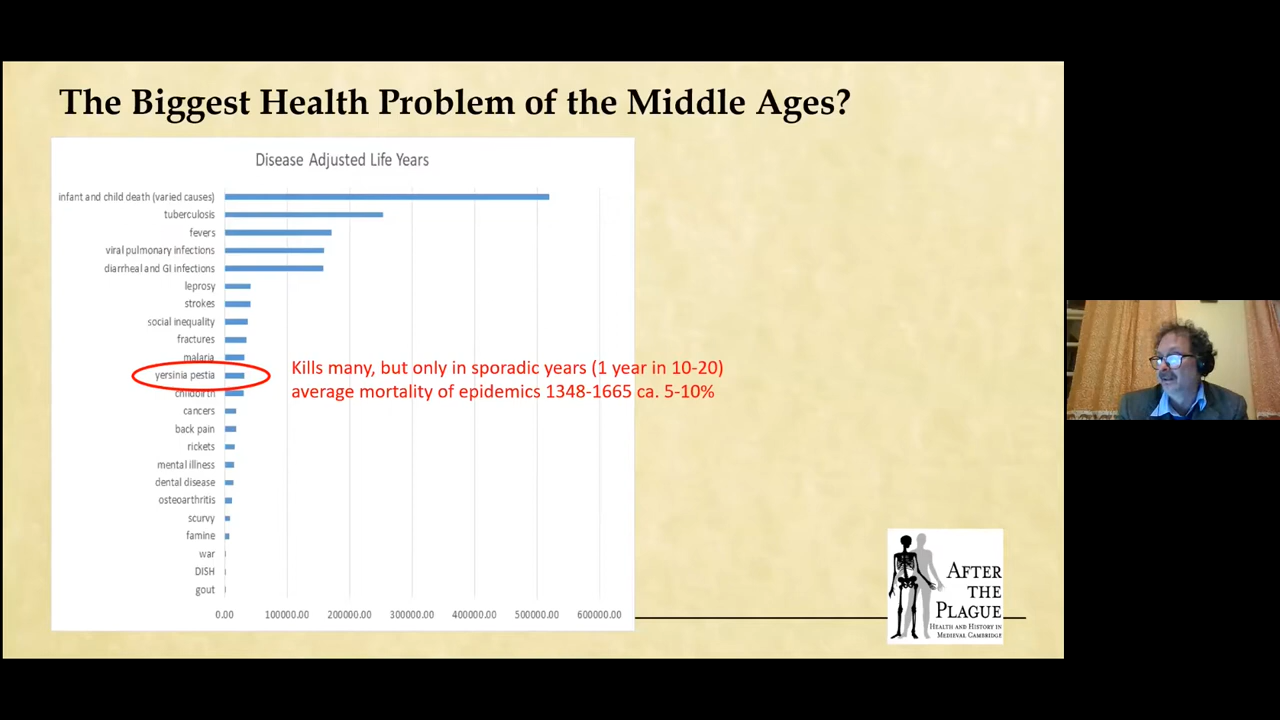 The Biggest Health Problem of the Middle Ages?
Disease Adjusted Life Years
infant and child death (varied causes)
tuberculosis
fevers
viral pulmonary infections
diarrheal and GI infections
leprosy
strokes
social inequality
fractures
malaria
yersinia pestia
childbirth
cancers
back pain
rickets
mental illness
dental disease
osteoarthritis
scurvy
famine
war
DISH
gout
0.00 100000.00 200000.00 300000.00 400000.00 500000.00 600000.00
Kills many, but only in sporadic years (1 year in 10-20)
average mortality of epidemics 1348-1665 ca. 5-10%
After
the
Plague
Health and History in
Medieval Cambridge